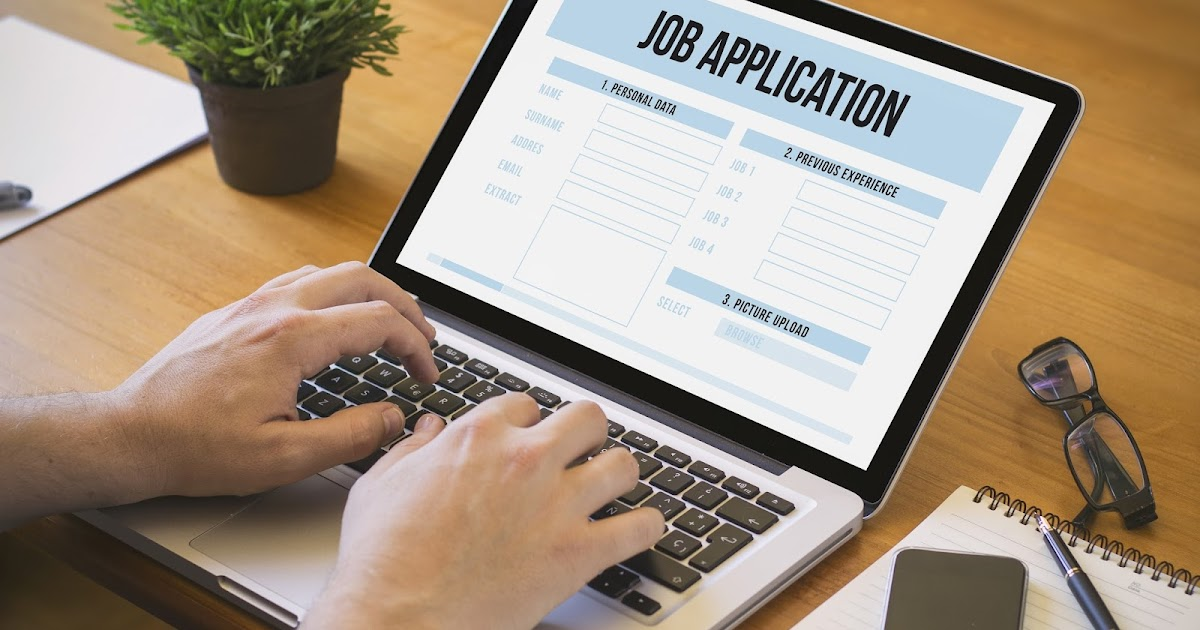 JOB APPLICATION
1. PERSONAL DATA
NAME
SURNAME
ADDRES
EMAIL
EXTRACT
2. PREVIOUS EXPERIENCE
JOB 1
JOB 2
JOB 3
JOB 4
3. PICTURE UPLOAD
SELECT
BROWSE
Q
W
E
R
Z